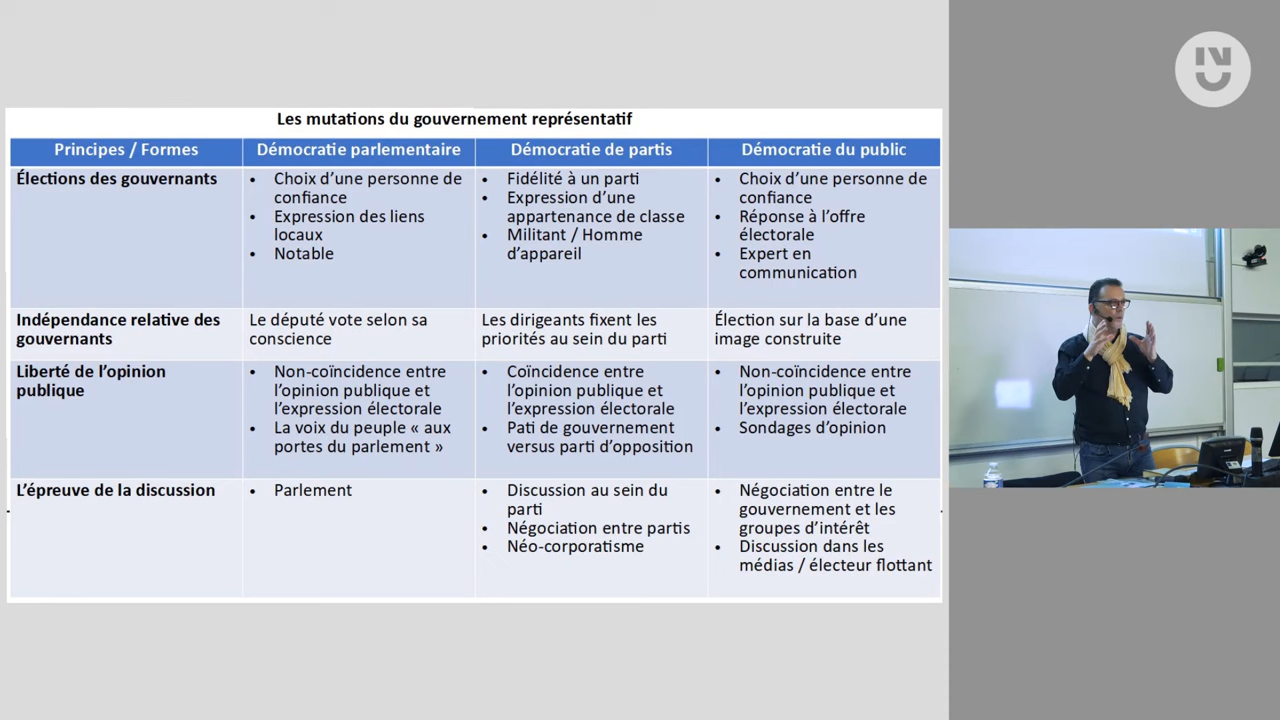 Les mutations du gouvernement représentatif
Principes / Formes
Démocratie parlementaire
Démocratie de partis
Démocratie du public
Élections des gouvernants
• Choix d’une personne de
confiance
• Expression des liens
locaux
• Notable
• Fidélité à un parti
• Expression d’une
appartenance de classe
• Militant / Homme
d’appareil
• Choix d’une personne de
confiance
• Réponse à l’offre
électorale
• Expert en
communication
Indépendance relative des
gouvernants
Le député vote selon sa
conscience
Les dirigeants fixent les
priorités au sein du parti
Élection sur la base d’une
image construite
Liberté de l’opinion
publique
• Non-coïncidence entre
l’opinion publique et
l’expression électorale
• La voix du peuple « aux
portes du parlement »
• Coïncidence entre
l’opinion publique et
l’expression électorale
• Pati de gouvernement
versus parti d’opposition
• Non-coïncidence entre
l’opinion publique et
l’expression électorale
• Sondages d’opinion
L’épreuve de la discussion
• Parlement
• Discussion au sein du
parti
• Négociation entre partis
• Néo-corporatisme
• Négociation entre le
gouvernement et les
groupes d’intérêt
• Discussion dans les
médias / électeur flottant